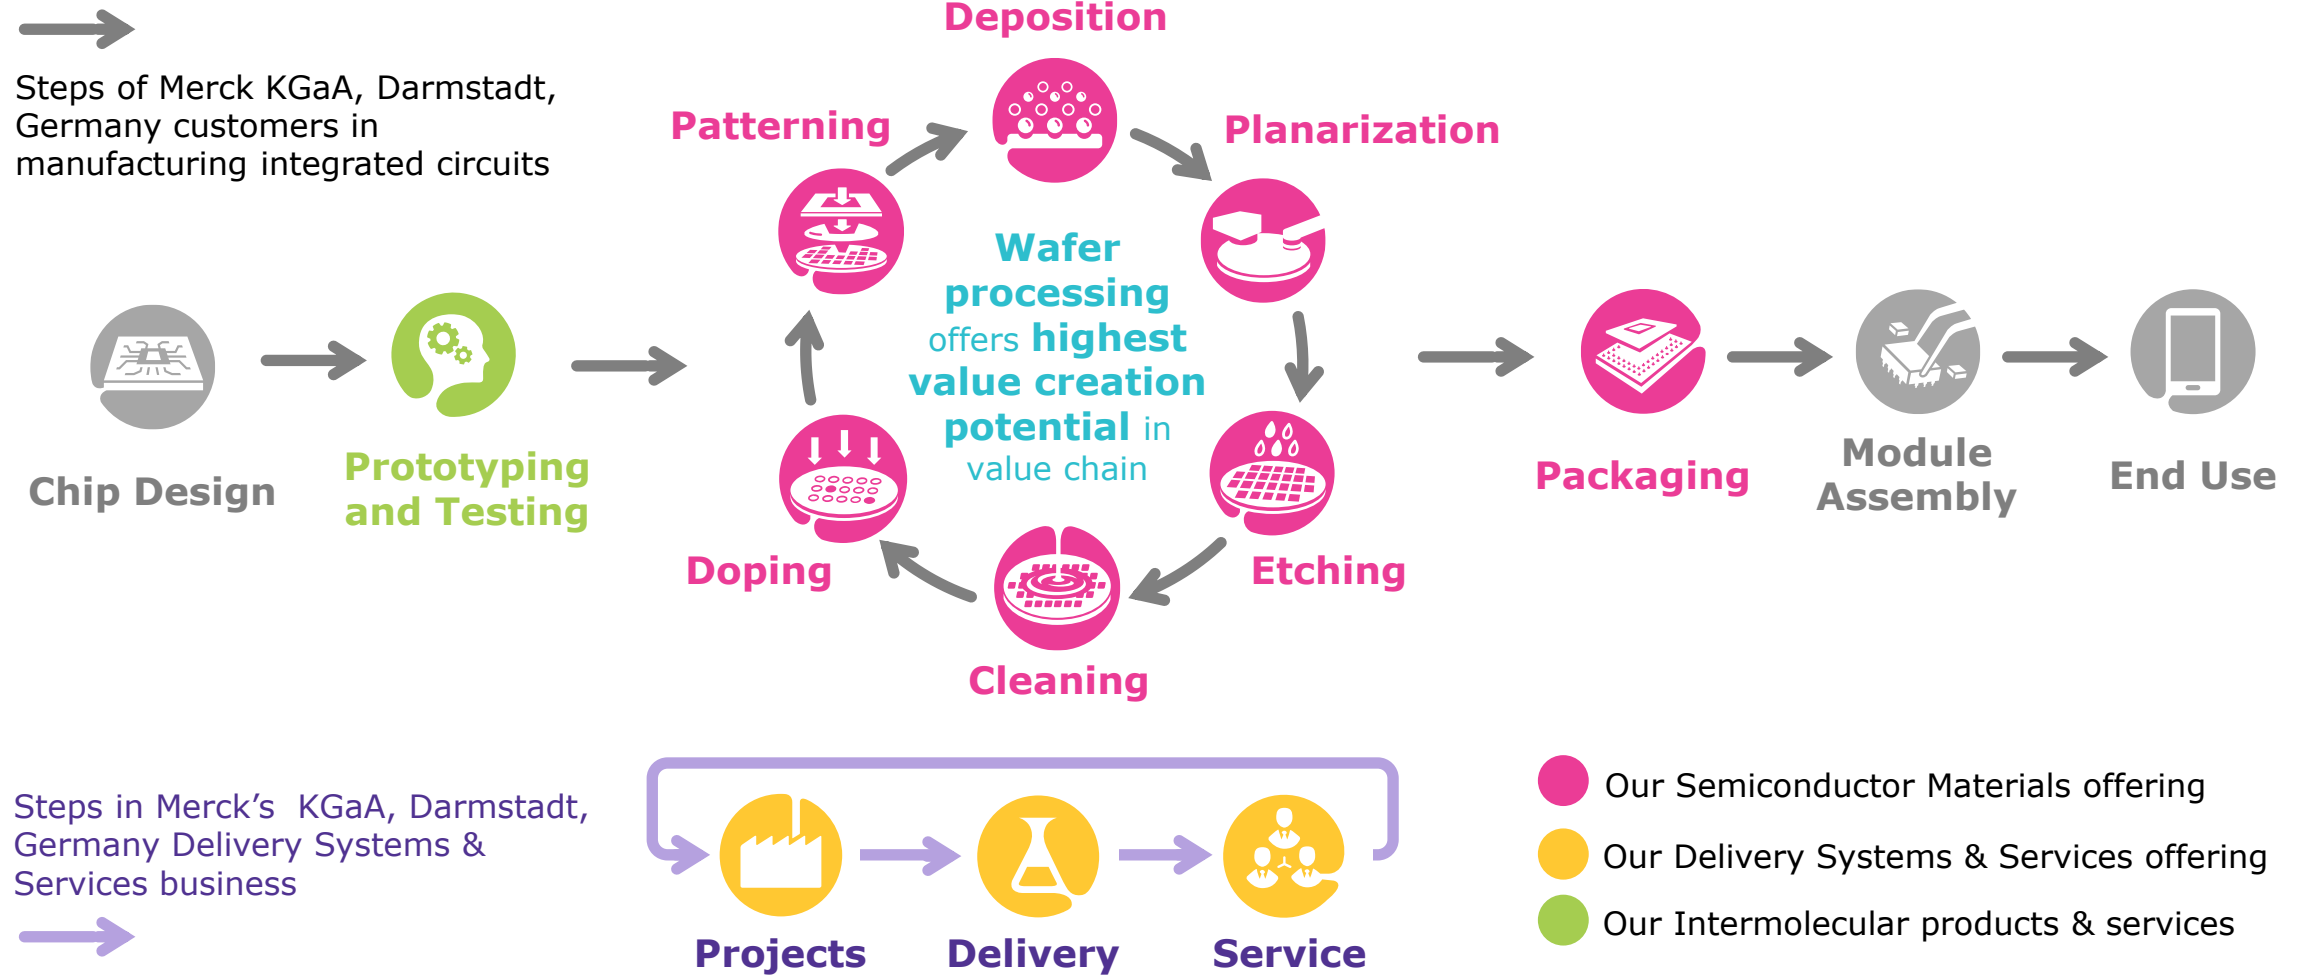 Steps of Merck KGaA, Darmstadt,
Germany customers in
manufacturing integrated circuits
Deposition
Patterning
Planarization
Wafer
processing
offers highest
value creation
potential in
value chain
Chip Design
Prototyping
and Testing
Doping
Etching
Cleaning
Packaging
Module
Assembly
End Use
Steps in Merck’s  KGaA, Darmstadt,
Germany Delivery Systems &
Services business
Projects
Delivery
Service
Our Semiconductor Materials offering
Our Delivery Systems & Services offering
Our Intermolecular products & services